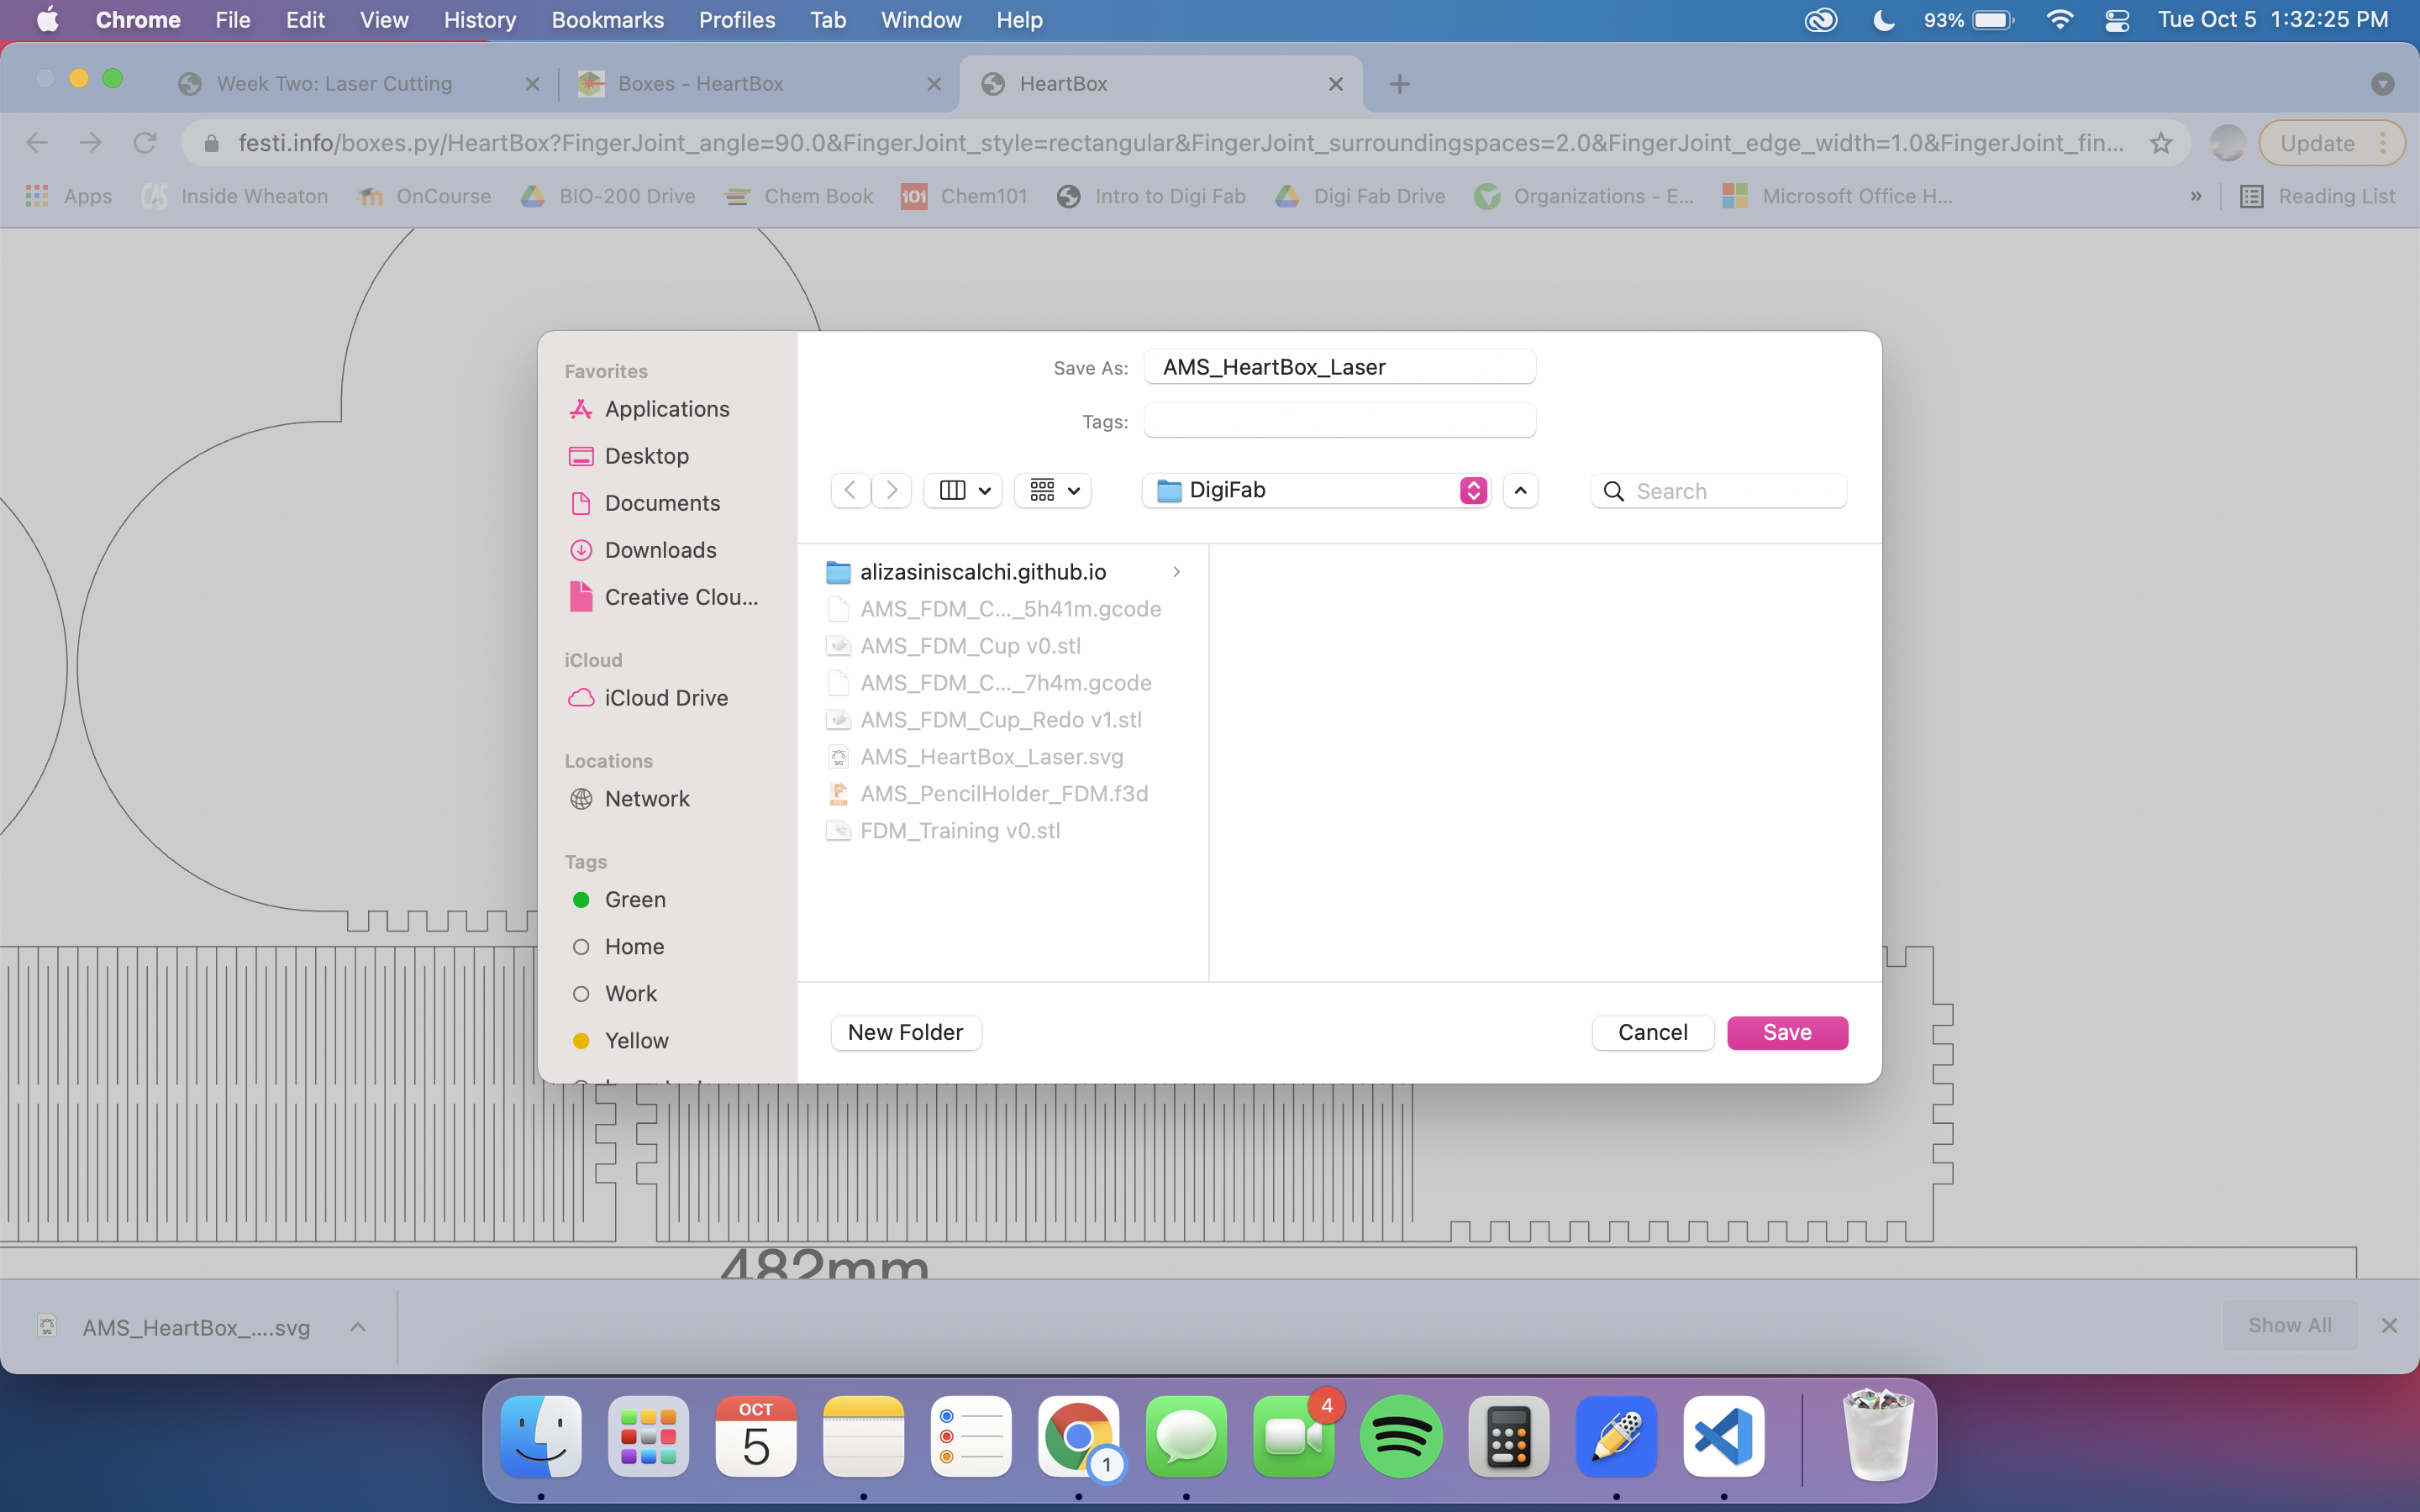 Chrome File Edit View History Bookmarks Profiles Tab Window Help 93% Tue Oct 5 1:32:25 PM
Week Two: Laser Cutting Boxes - HeartBox HeartBox
festi.info/boxes.py/HeartBox?FingerJoint_angle=90.0&FingerJoint_style=rectangular&FingerJoint_surroundingspaces=2.0&FingerJoint_edge_width=1.0&FingerJoint_fin... Update
Apps Inside Wheaton OnCourse BIO-200 Drive Chem Book 101 Chem101 Intro to Digi Fab Digi Fab Drive Organizations - E... Microsoft Office H... » Reading List
Save As: AMS_HeartBox_Laser
Tags:
DigiFab
Search
Favorites
Applications
Desktop
Documents
Downloads
Creative Clou...
iCloud
iCloud Drive
Locations
Network
Tags
Green
Home
Work
Yellow
alizasiniscalchi.github.io
AMS_FDM_C..._5h41m.gcode
AMS_FDM_Cup v0.stl
AMS_FDM_C..._7h4m.gcode
AMS_FDM_Cup_Redo v1.stl
AMS_HeartBox_Laser.svg
AMS_PencilHolder_FDM.f3d
FDM_Training v0.stl
New Folder Cancel Save
482mm
AMS_HeartBox_....svg Show All
OCT
5
1
4